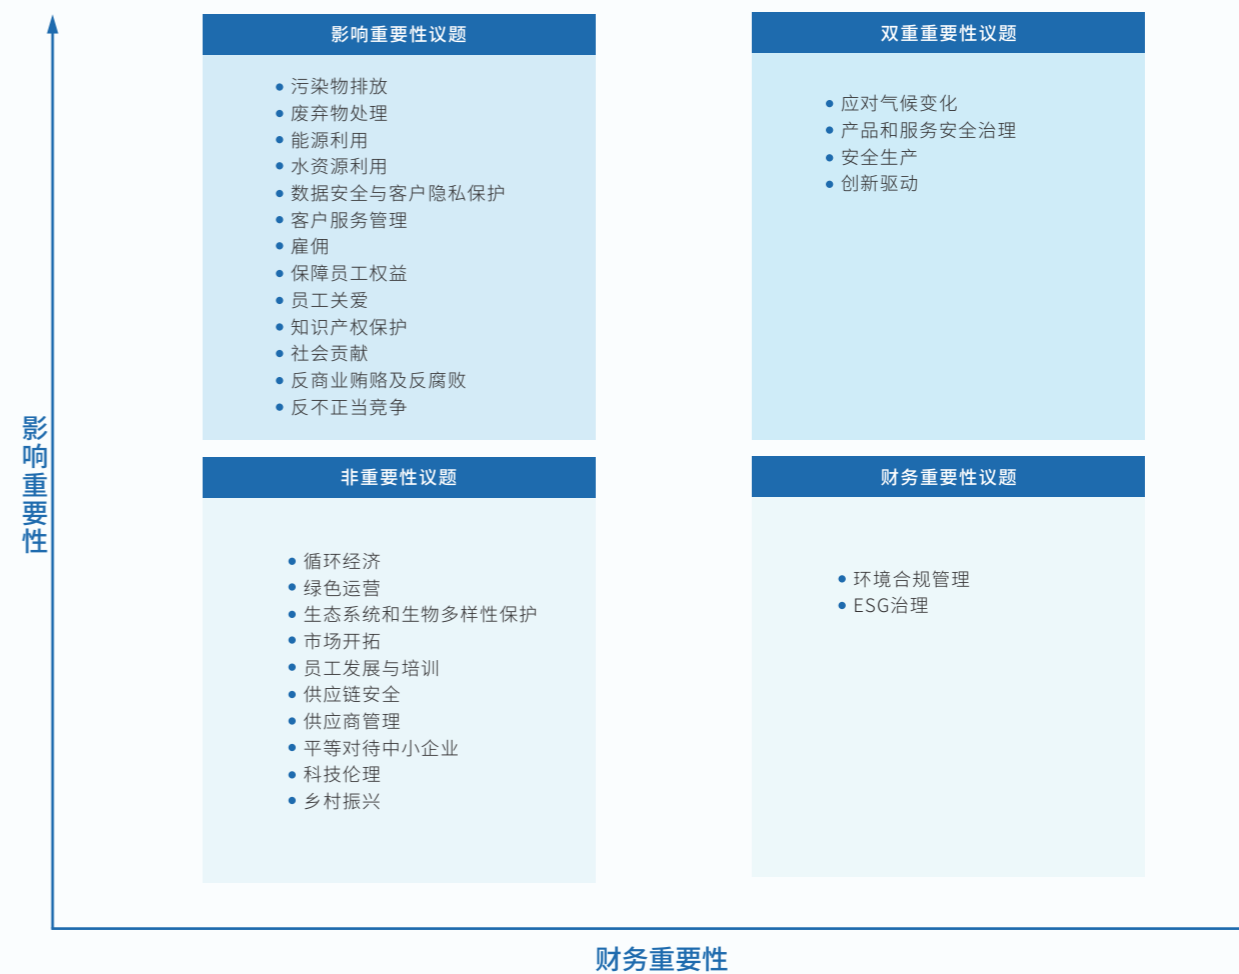 影响重要性议题
污染物排放
废弃物处理
能源利用
水资源利用
数据安全与客户隐私保护
客户服务管理
雇佣
保障员工权益
员工关爱
知识产权保护
社会贡献
反商业贿赂及反腐败
反不正当竞争
双重重要性议题
应对气候变化
产品和服务安全治理
安全生产
创新驱动
影响重要性
非重要性议题
循环经济
绿色运营
生态系统和生物多样性保护
市场开拓
员工发展与培训
供应链安全
供应商管理
平等对待中小企业
科技伦理
乡村振兴
财务重要性议题
环境合规管理
ESG治理
财务重要性